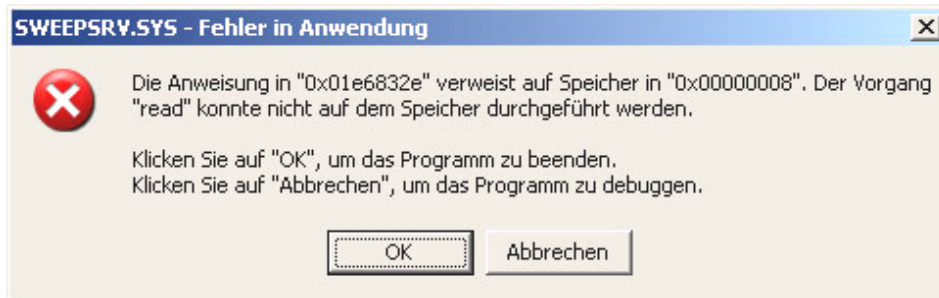 SWEEPSRV.SYS - Fehler in Anwendung
Die Anweisung in "0x01e6832e" verweist auf Speicher in "0x00000008". Der Vorgang
"read" konnte nicht auf dem Speicher durchgeführt werden.
Klicken Sie auf "OK", um das Programm zu beenden.
Klicken Sie auf "Abbrechen", um das Programm zu debuggen.
OK Abbrechen